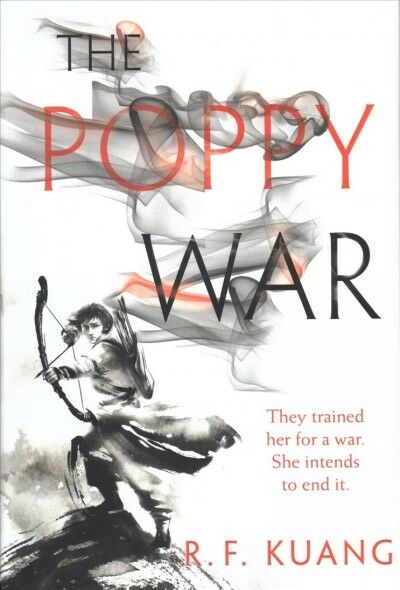 THE
POPPY
WAR
They trained
her for a war.
She intends
to end it.
R. F. KUANG